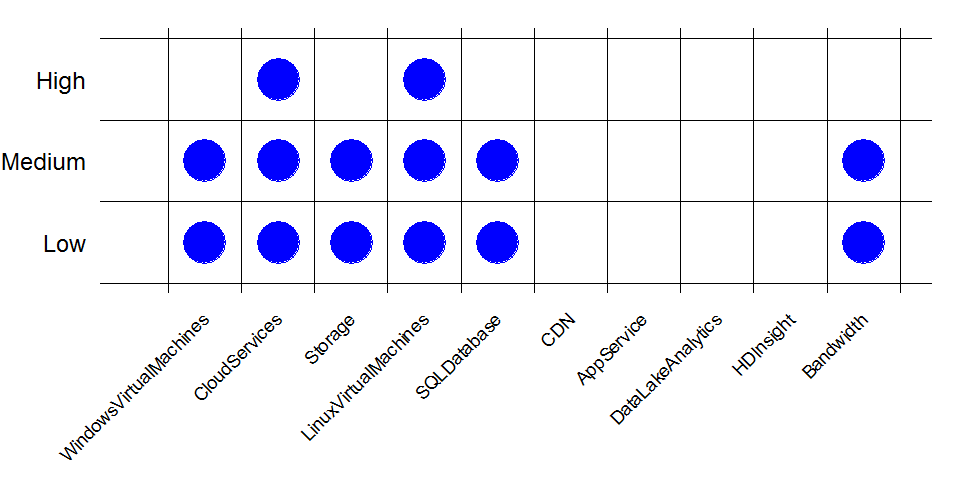 High
Medium
Low
WindowsVirtualMachines
CloudServices
Storage
LinuxVirtualMachines
SQLDatabase
CDN
AppService
DataLakeAnalytics
HDInsight
Bandwidth